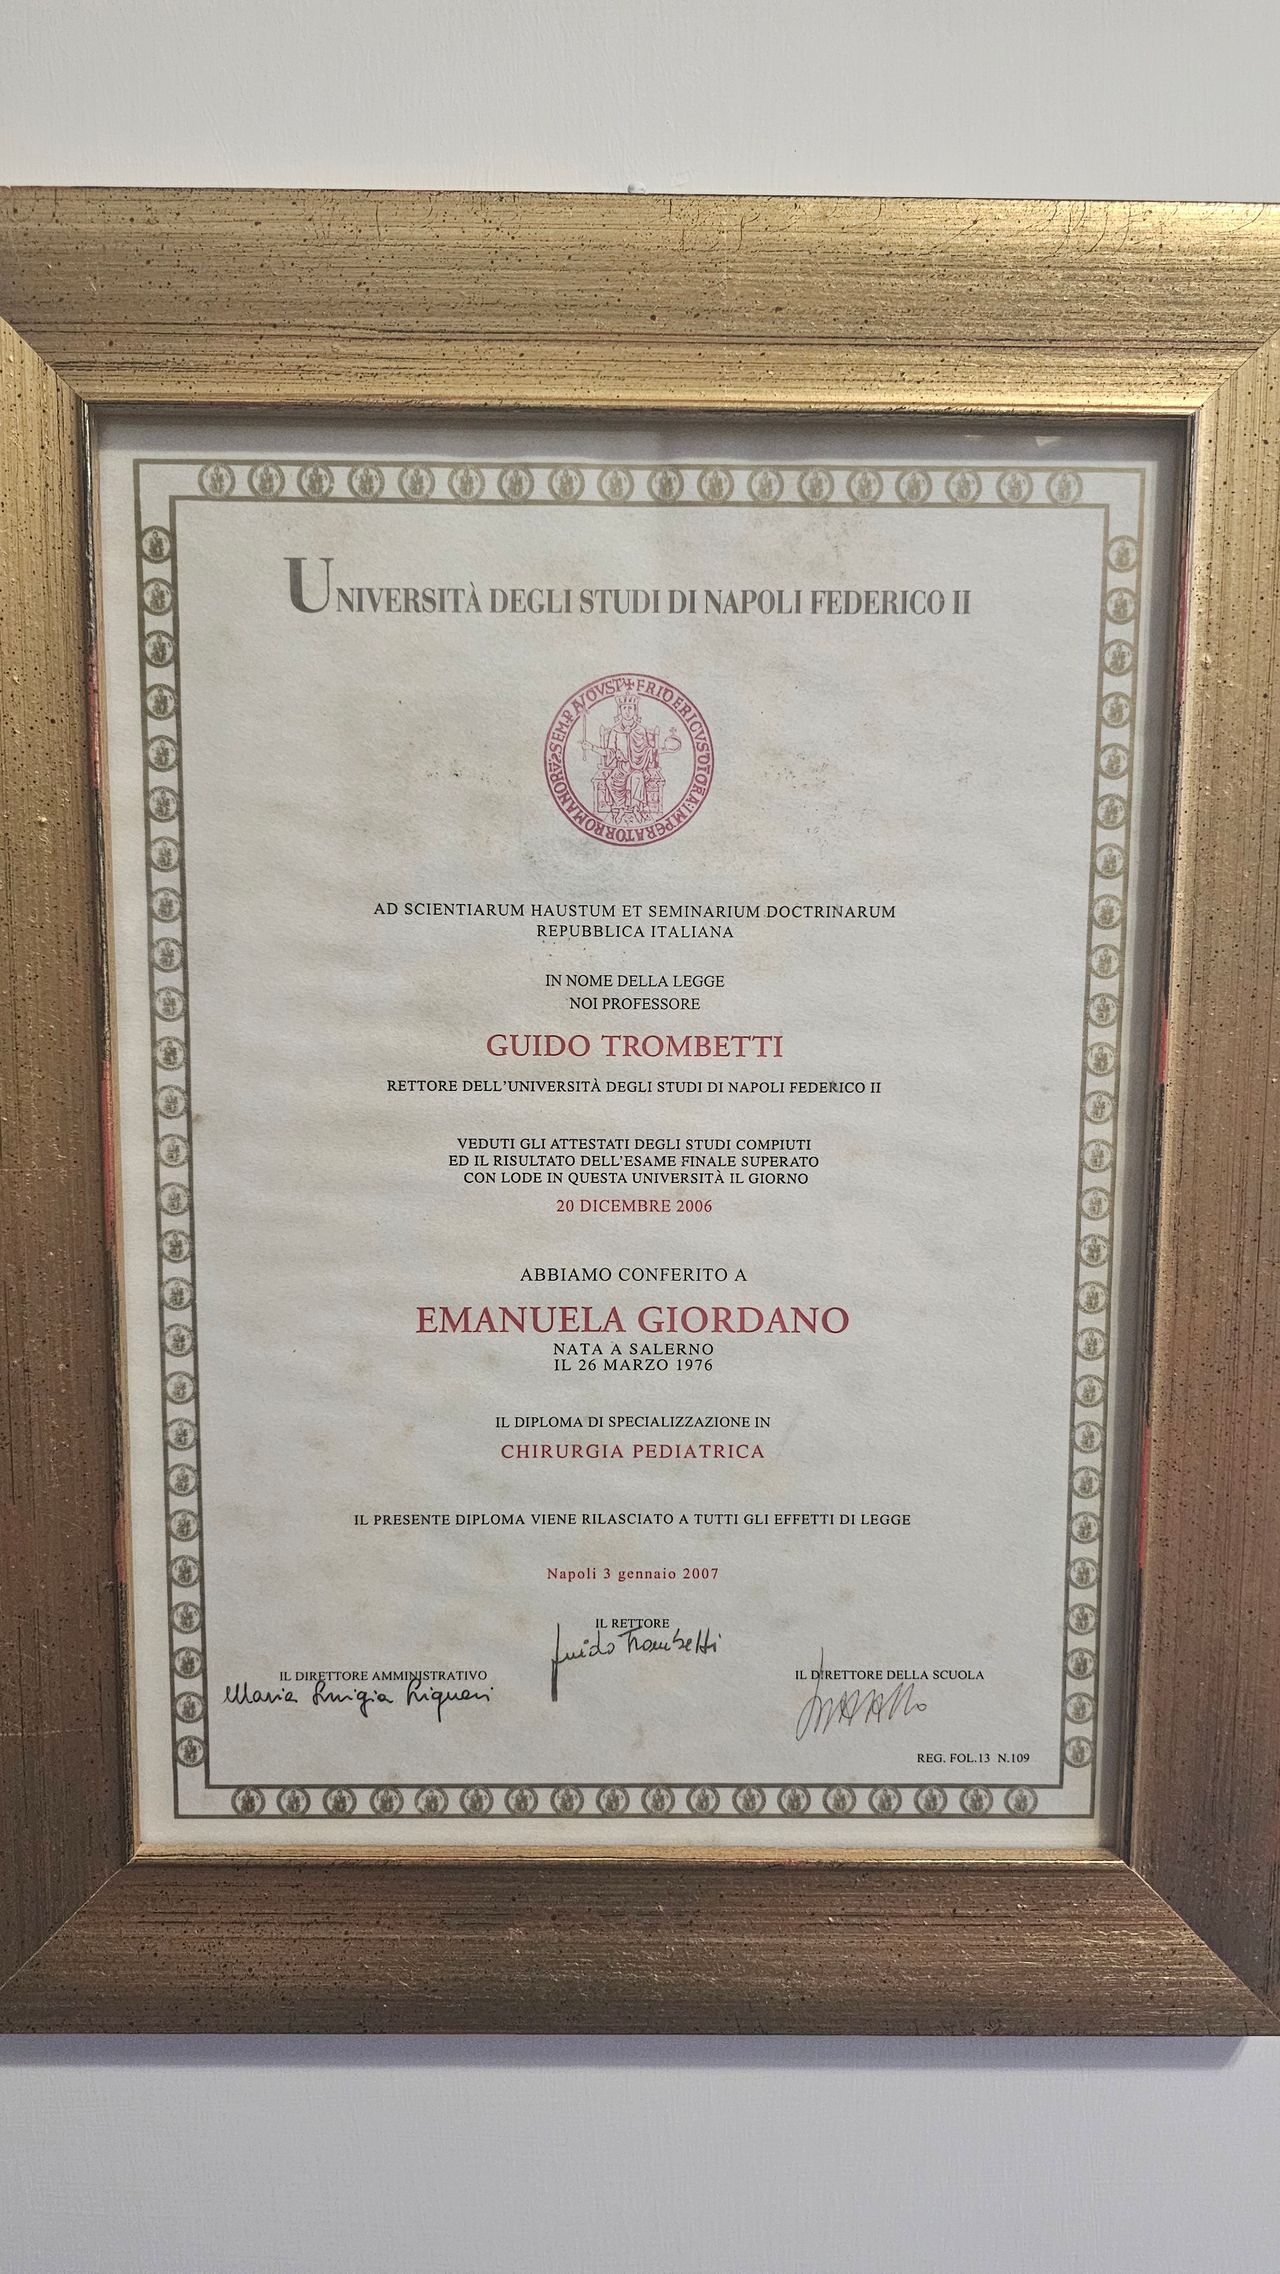 UNIVERSITÀ DEGLI STUDI DI NAPOLI FEDERICO II
AD SCIENTIARUM HAUSTUM ET SEMINARIUM DOCTRINARUM
REPUBBLICA ITALIANA
IN NOME DELLA LEGGE
NOI PROFESSORE
GUIDO TROMBETTI
RETTORE DELL'UNIVERSITÀ DEGLI STUDI DI NAPOLI FEDERICO II
VEDUTI GLI ATTESTATI DEGLI STUDI COMPIUTI
ED IL RISULTATO DELL'ESAME FINALE SUPERATO
CON LODE IN QUESTA UNIVERSITÀ IL GIORNO
20 DICEMBRE 2006
ABBIAMO CONFERITO A
EMANUELA GIORDANO
NATA A SALERNO
IL 26 MARZO 1976
IL DIPLOMA DI SPECIALIZZAZIONE IN
CHIRURGIA PEDIATRICA
IL PRESENTE DIPLOMA VIENE RILASCIATO A TUTTI GLI EFFETTI DI LEGGE
Napoli 3 gennaio 2007
IL RETTORE
Guido Trombetti
IL DIRETTORE AMMINISTRATIVO
Maria Luigia Liguori
IL DIRETTORE DELLA SCUOLA
REG. FOL.13 N.109